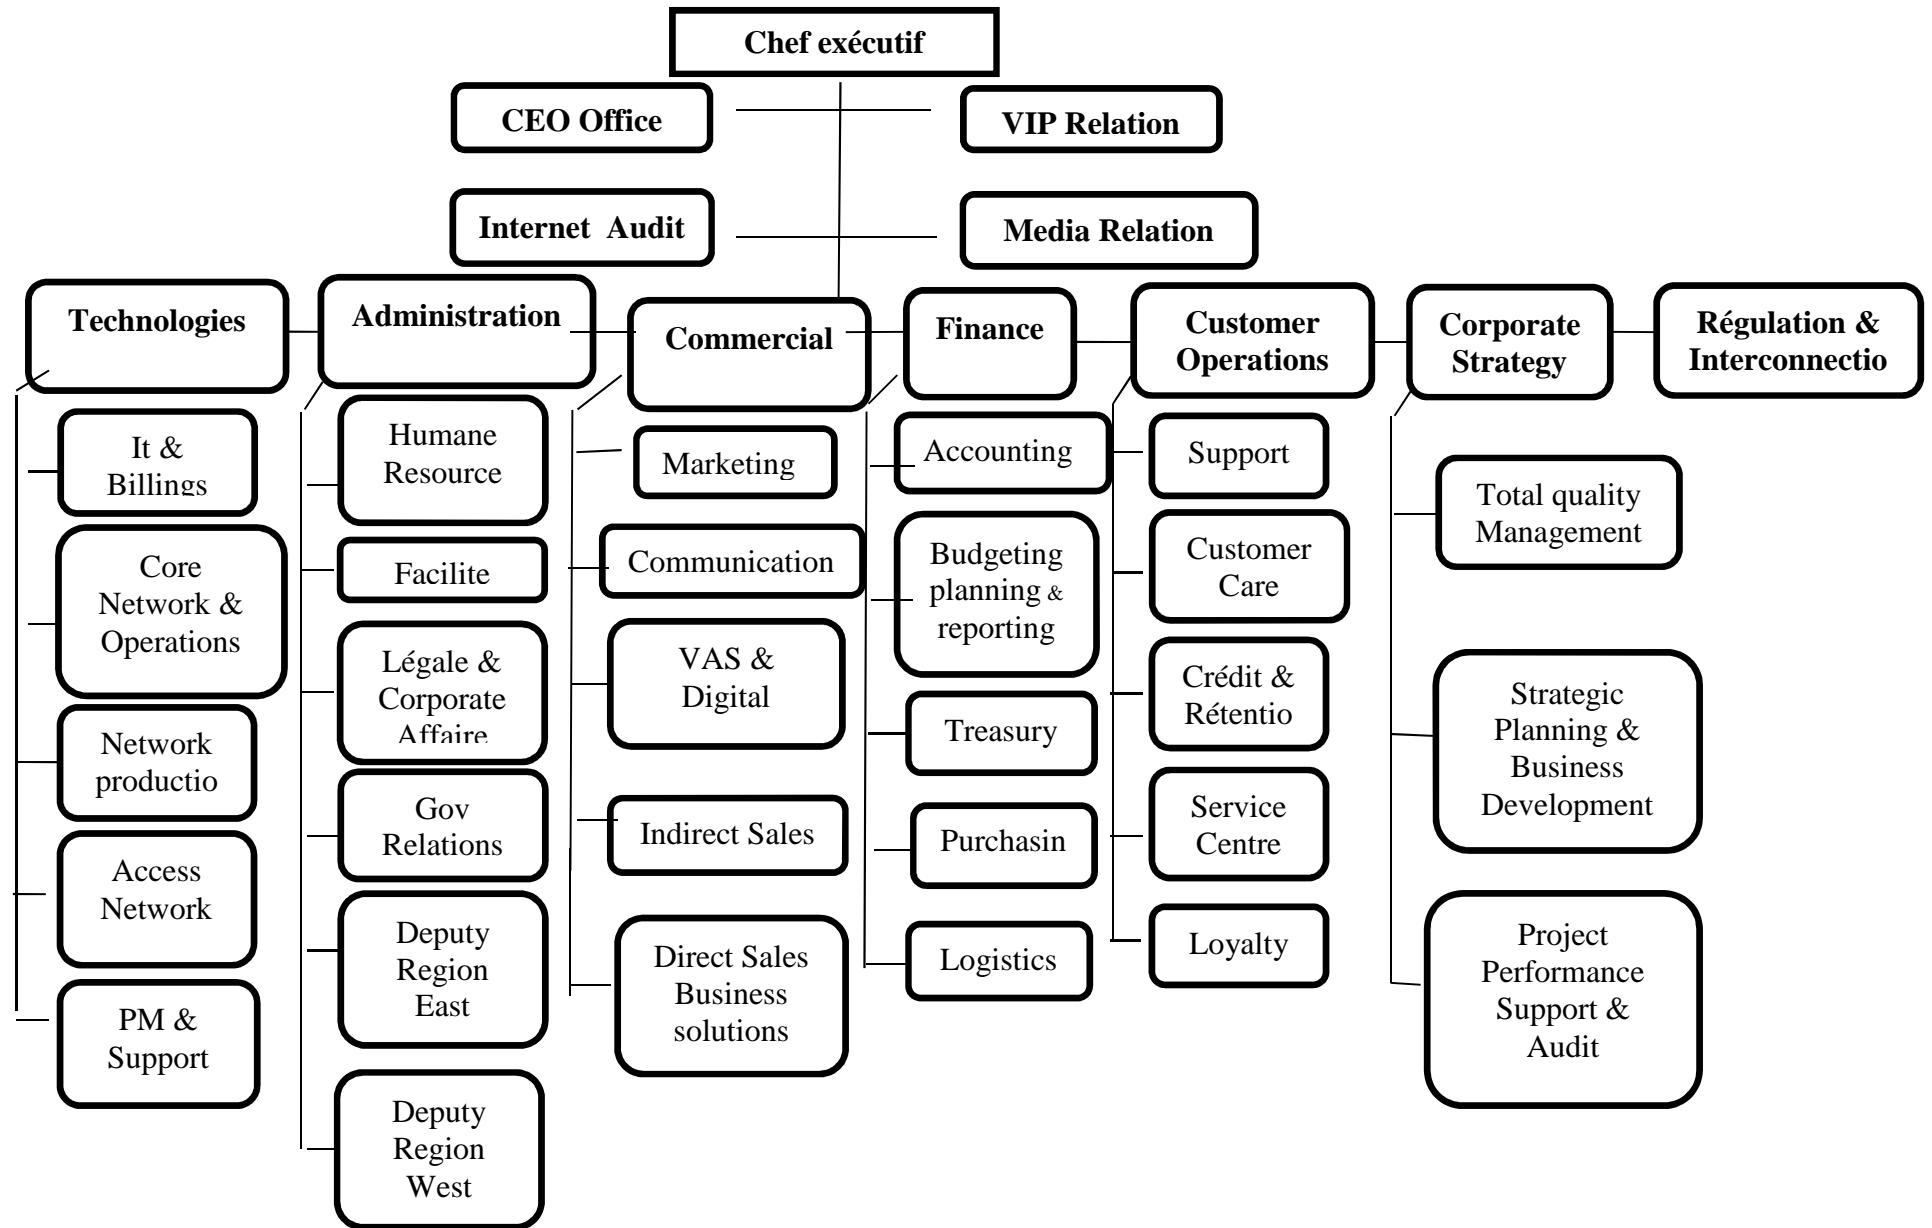 Chef exécutif
CEO Office
VIP Relation
Internet Audit
Media Relation
Technologies
Administration
Commercial
Finance
Customer
Operations
Corporate
Strategy
Régulation &
Interconnectio
It &
Billings
Core
Network &
Operations
Network
productio
Access
Network
PM &
Support
Humane
Resource
Facilite
Légale &
Corporate
Affaire
Gov
Relations
Deputy
Region
East
Deputy
Region
West
Marketing
Communication
VAS &
Digital
Indirect Sales
Direct Sales
Business
solutions
Accounting
Budgeting
planning &
reporting
Treasury
Purchasin
Logistics
Support
Customer
Care
Crédit &
Rétentio
Service
Centre
Loyalty
Total quality
Management
Strategic
Planning &
Business
Development
Project
Performance
Support &
Audit